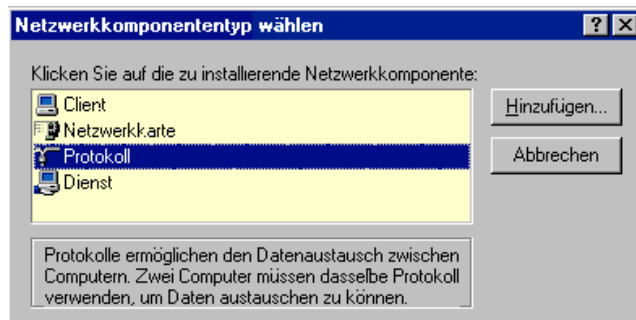 Netzwerkkomponententyp wählen
Klicken Sie auf die zu installierende Netzwerkkomponente:
Client
Netzwerkkarte
Protokoll
Dienst
Hinzufügen...
Abbrechen
Protokolle ermöglichen den Datenaustausch zwischen
Computern. Zwei Computer müssen dasselbe Protokoll
verwenden, um Daten austauschen zu können.